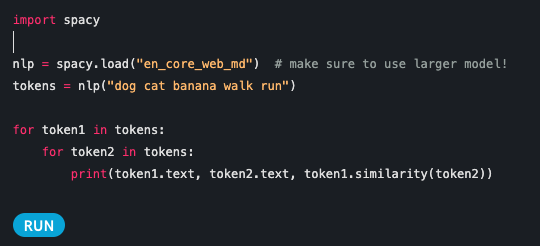 import spacy
nlp = spacy.load("en_core_web_md")  # make sure to use larger model!
tokens = nlp("dog cat banana walk run")
for token1 in tokens:
    for token2 in tokens:
        print(token1.text, token2.text, token1.similarity(token2))
RUN